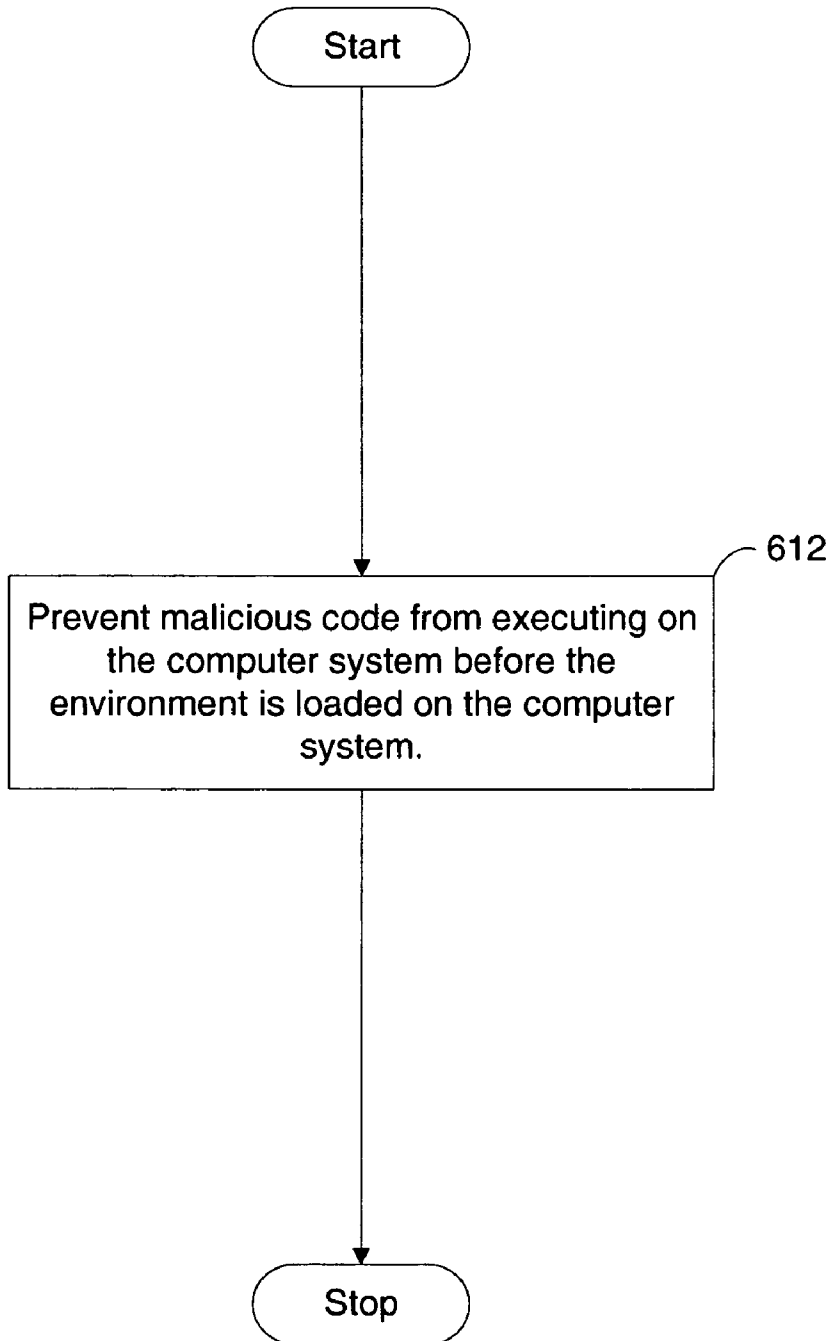 Start
612
Prevent malicious code from executing on
the computer system before the
environment is loaded on the computer
system.
Stop